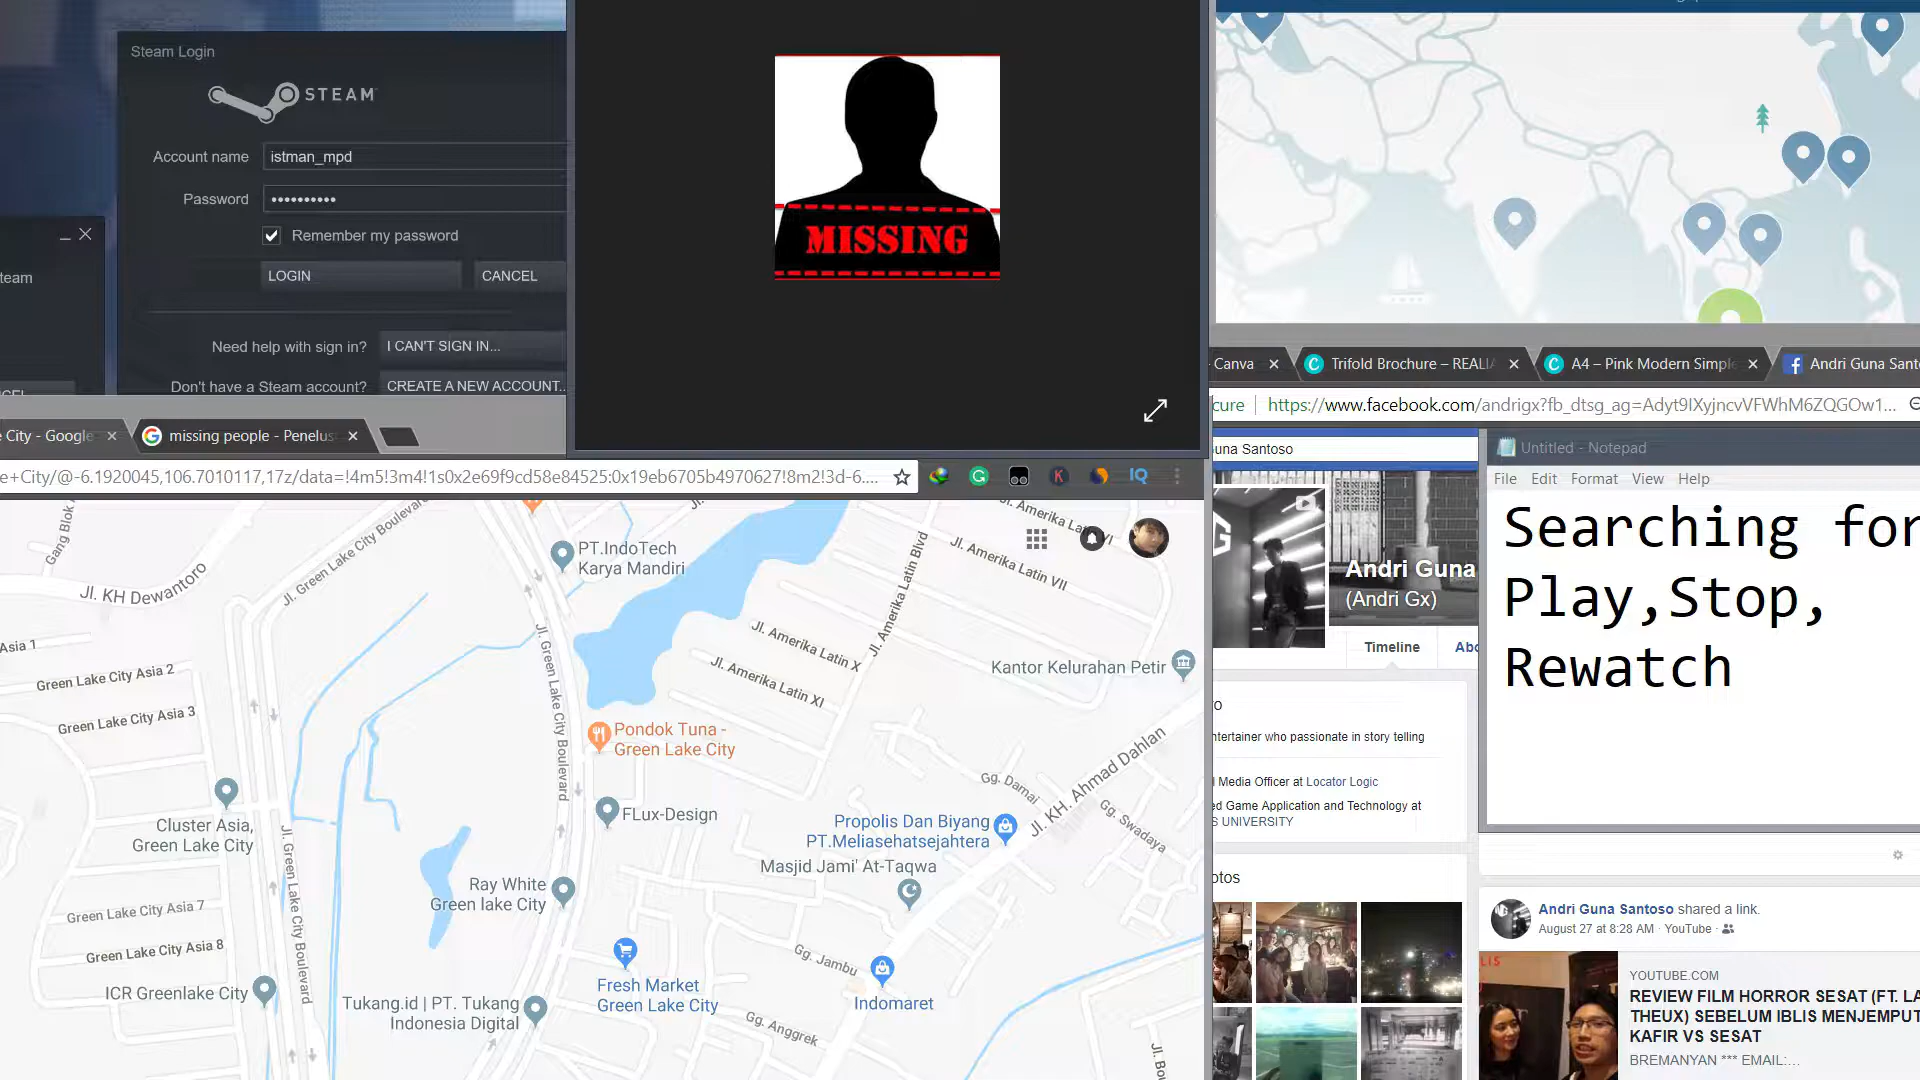 Steam Login
STEAM
Account name
istman_mpd
Password
••••••••••
Remember my password
LOGIN
CANCEL
Need help with sign in?
I CAN'T SIGN IN...
Don't have a Steam account?
CREATE A NEW ACCOUNT...
team
MISSING
City - Google
missing people - Penelus
e+City/@-6.1920045,106.7010117,17z/data=!4m5!3m4!1s0x2e69f9cd58e84525:0x19eb6705b4970627!8m2!3d-6....
IQ
Gang Blok
Jl. KH Dewantoro
Jl. Green Lake City Boulevard
PT.IndoTech
Karya Mandiri
Jl. Amerika Latin VII
Jl. Amerika Latin Blvd
Jl. Amerika Latin X
Jl. Amerika Latin XI
Kantor Kelurahan Petir
Asia 1
Green Lake City Asia 2
Green Lake City Asia 3
Jl. Green Lake City Boulevard
Pondok Tuna -
Green Lake City
FLux-Design
Cluster Asia,
Green Lake City
Jl. Green Lake City Boulevard
Gg. Damai
Jl. KH. Ahmad Dahlan
Gg. Swadaya
Propolis Dan Biyang
PT.Meliasehatsejahtera
Masjid Jami' At-Taqwa
Ray White
Green lake City
Green Lake City Asia 7
Green Lake City Asia 8
ICR Greenlake City
Tukang.id | PT. Tukang
Indonesia Digital
Fresh Market
Green Lake City
Gg. Jambu
Indomaret
Gg. Anggrek
Canva
Trifold Brochure – REALI
A4 – Pink Modern Simple
Andri Guna Sant
cure
https://www.facebook.com/andrigx?fb_dtsg_ag=Adyt9IXyjncvVFWhM6ZQGOw1...
una Santoso
Andri Guna
(Andri Gx)
Timeline
Abo
ntertainer who passionate in story telling
l Media Officer at Locator Logic
ed Game Application and Technology at
S UNIVERSITY
otos
Untitled - Notepad
File Edit Format View Help
Searching for
Play,Stop,
Rewatch
Andri Guna Santoso shared a link.
August 27 at 8:28 AM · YouTube ·
YOUTUBE.COM
REVIEW FILM HORROR SESAT (FT. LA
THEUX) SEBELUM IBLIS MENJEMPUT
KAFIR VS SESAT
BREMANYAN *** EMAIL:...